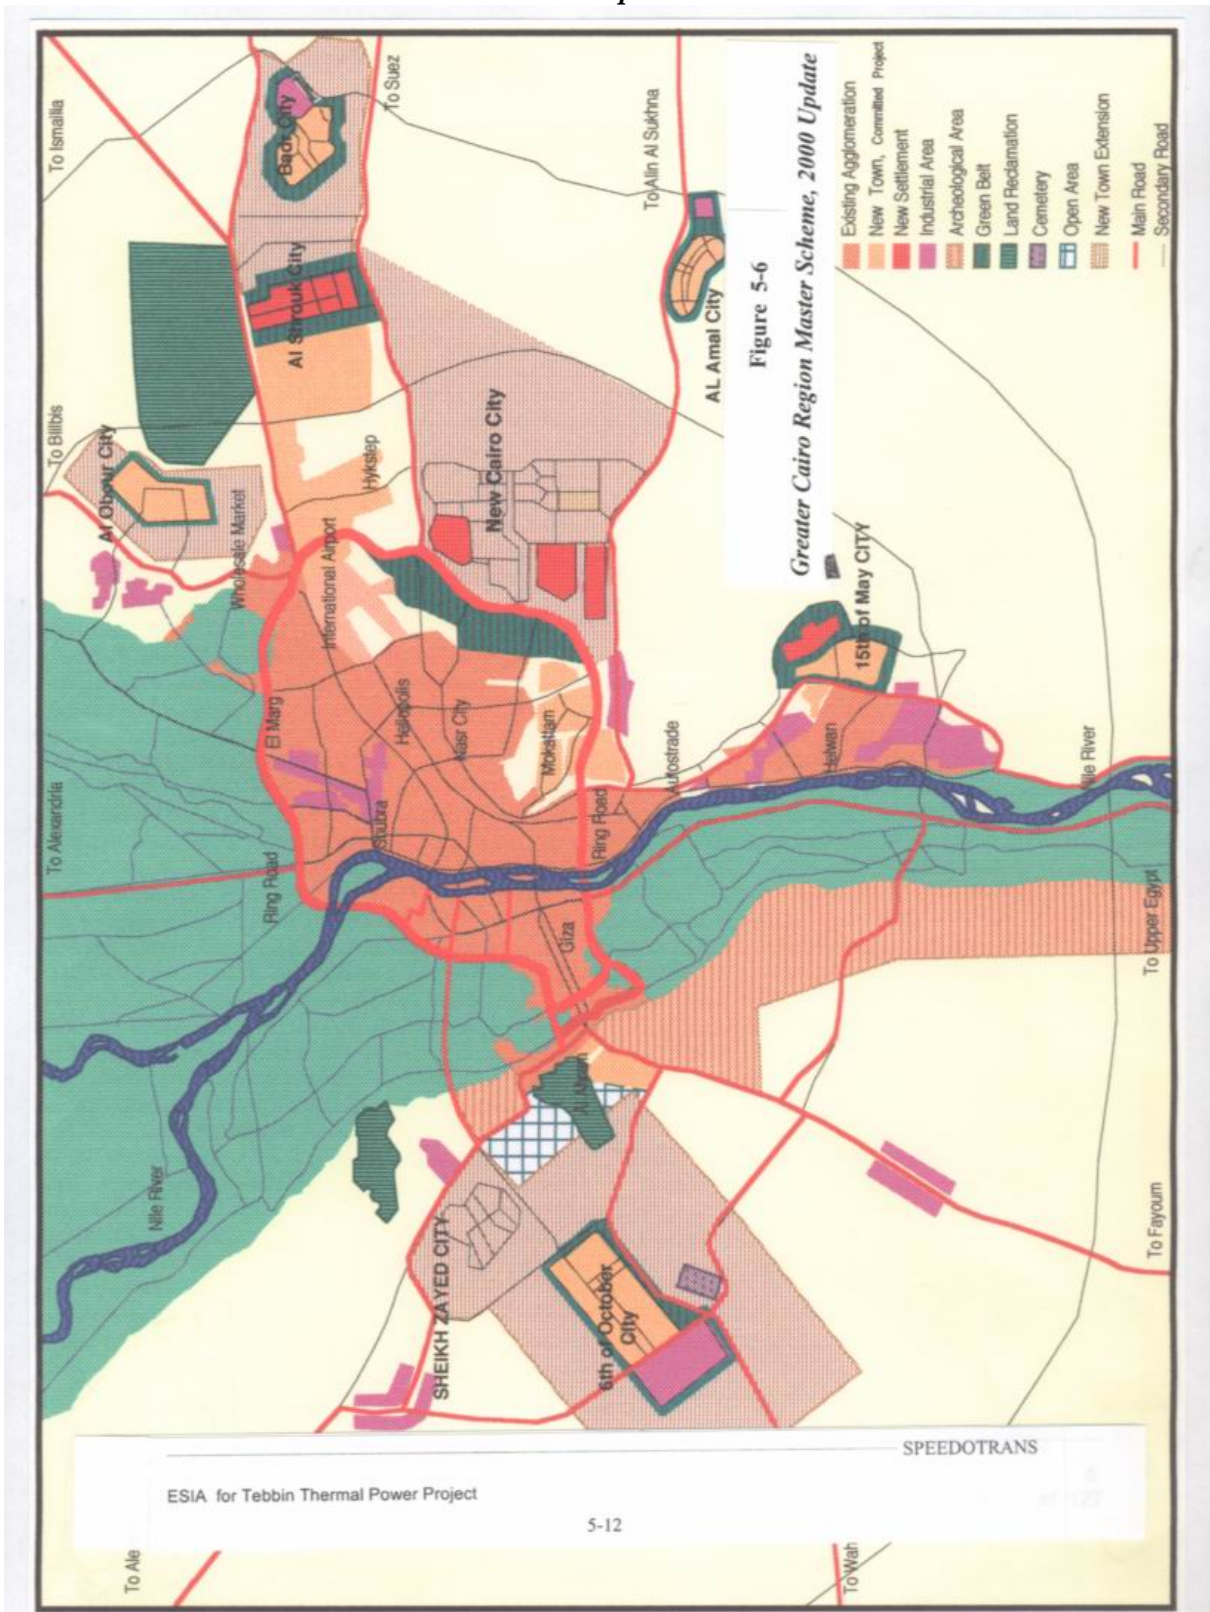 To Ismailia
To Suez
Badr City
To Bilbis
Al Shrouk City
To Alin Al Sukhna
AL Amal City
Al Obour City
Wholesale Market
Hykstep
New Cairo City
International Airport
El Marg
Heliopolis
Nasr City
Mokattam
Shubra
Autostrade
15th of May CITY
Helwan
Nile River
To Alexandria
Ring Road
Ring Road
Giza
To Upper Egypt
Nile River
SHEIKH ZAYED CITY
6th of October
City
To Fayoum
To Ale
To Wah
Figure 5-6
Greater Cairo Region Master Scheme, 2000 Update
Existing Agglomeration
New Town, Committed Project
New Settlement
Industrial Area
Archeological Area
Green Belt
Land Reclamation
Cemetery
Open Area
New Town Extension
Main Road
Secondary Road
SPEEDOTRANS
ESIA for Tebbin Thermal Power Project
5-12